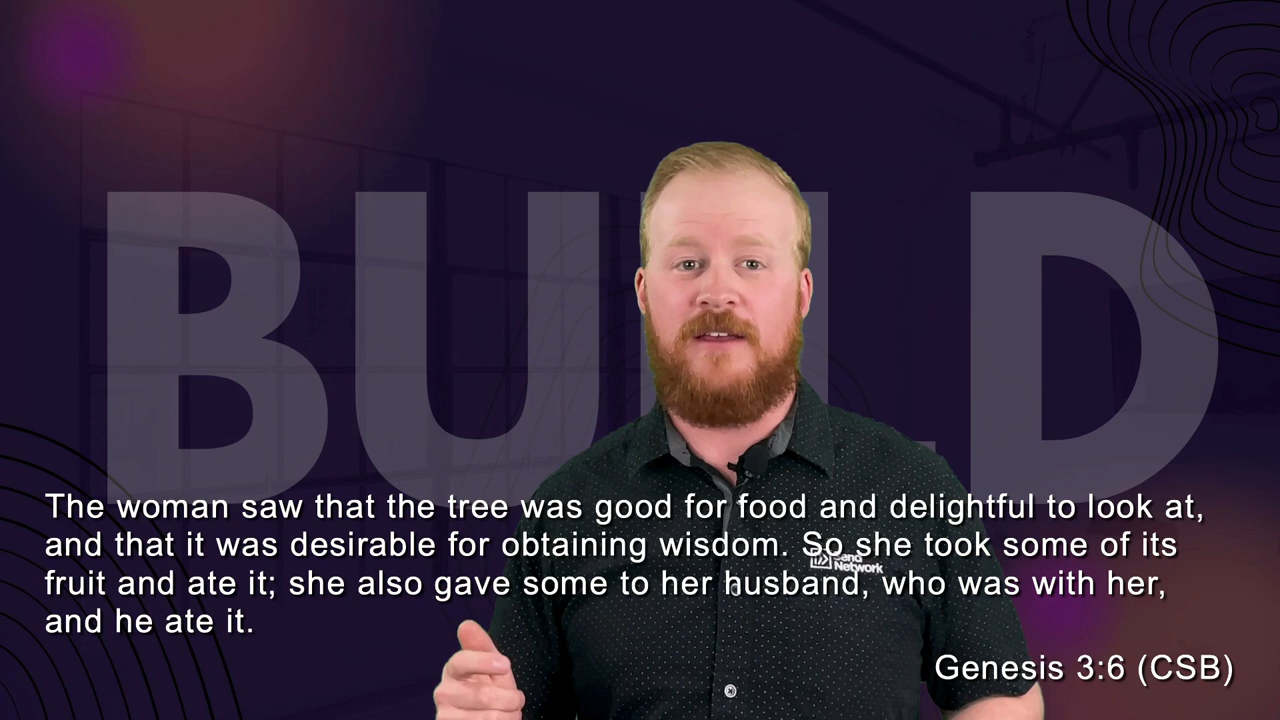 BUILD
The woman saw that the tree was good for food and delightful to look at,
and that it was desirable for obtaining wisdom. So she took some of its
Send
Network
fruit and ate it; she also gave some to her husband, who was with her,
and he ate it.
Genesis 3:6 (CSB)